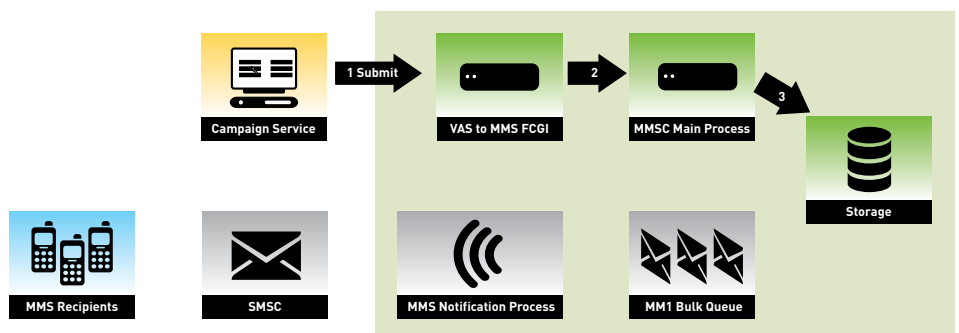 1 Submit
2
3
Campaign Service
VAS to MMS FCGI
MMSC Main Process
Storage
MMS Recipients
SMSC
MMS Notification Process
MM1 Bulk Queue